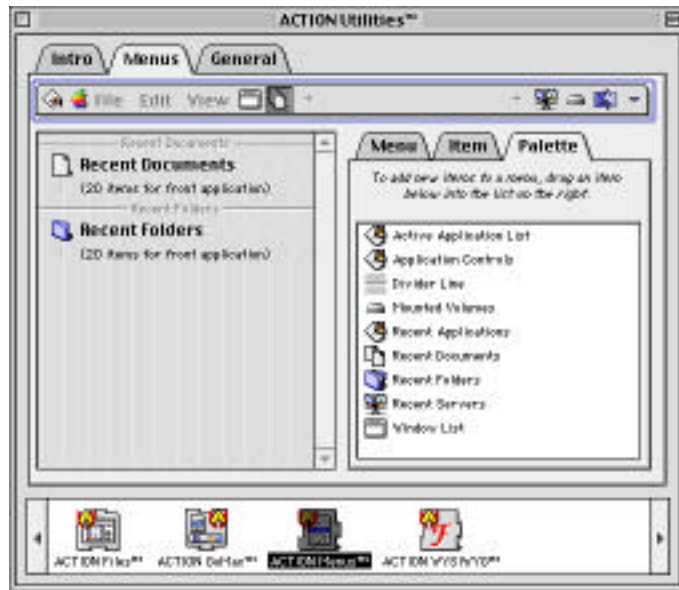 ACTION Utilities™
Intro Menus General
File Edit View
Recent Documents
Recent Documents
(20 items for front application)
Recent Folders
Recent Folders
(20 items for front application)
Menu Item Palette
To add new items to a menu, drag an item
below into the list on the right.
Active Application List
Application Controls
Divider Line
Mounted Volumes
Recent Applications
Recent Documents
Recent Folders
Recent Servers
Window List
ACTION Files™ ACTION GoMac™ ACTION Menus™ ACTION WYSIWYG™